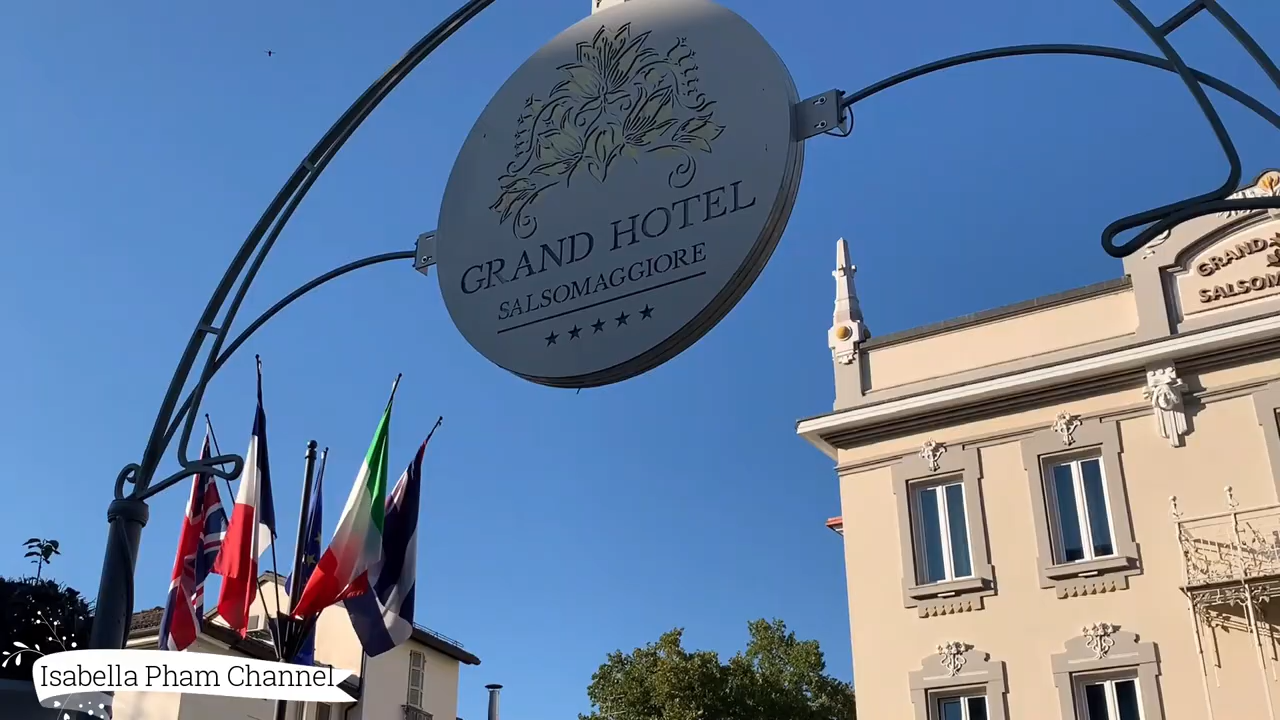 GRAND HOTEL
SALSOMAGGIORE
GRAND
SALSOM
Isabella Pham Channel